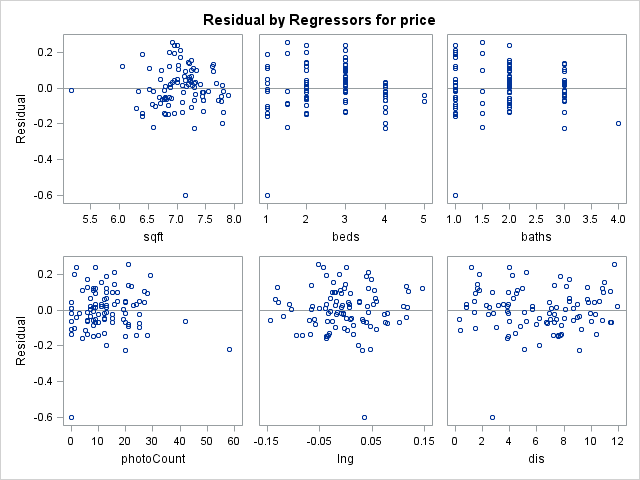 Residual by Regressors for price
Residual
0.2
0.0
-0.2
-0.4
-0.6
5.5 6.0 6.5 7.0 7.5 8.0
sqft
1 2 3 4 5
beds
1.0 1.5 2.0 2.5 3.0 3.5 4.0
baths
Residual
0.2
0.0
-0.2
-0.4
-0.6
0 10 20 30 40 50 60
photoCount
-0.15 -0.05 0.05 0.15
lng
0 2 4 6 8 10 12
dis